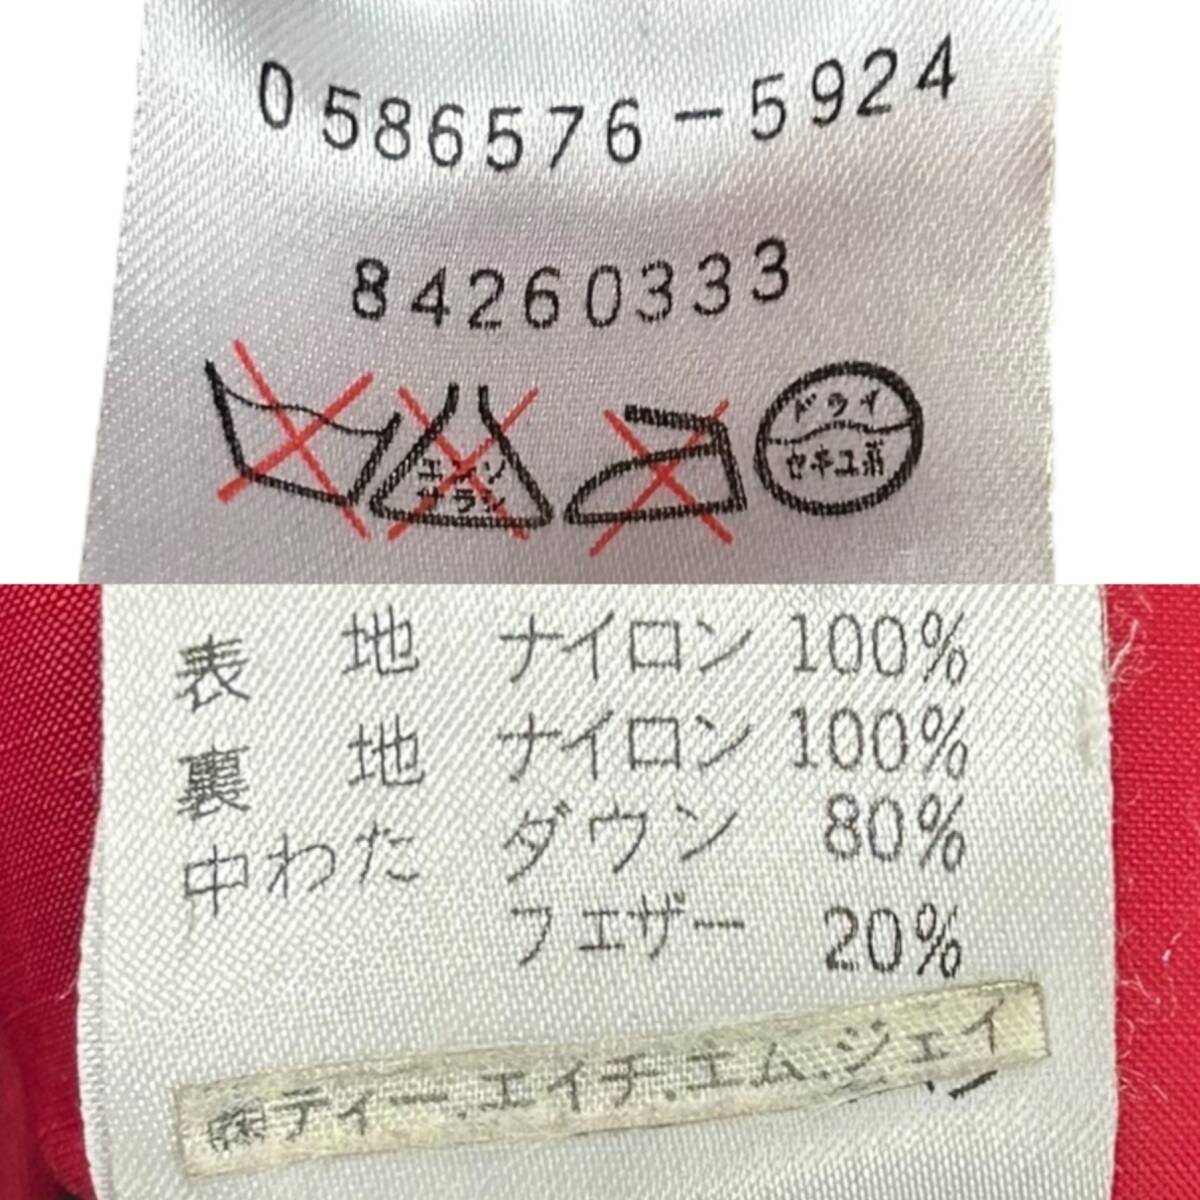 0586576-5924
84260333
エンソ
サラシ
ドライ
セキユ系
表 地 ナイロン 100%
裏 地 ナイロン 100%
中わた ダウン 80%
フェザー 20%
㈱ティー.エイチ.エム.ジェイ